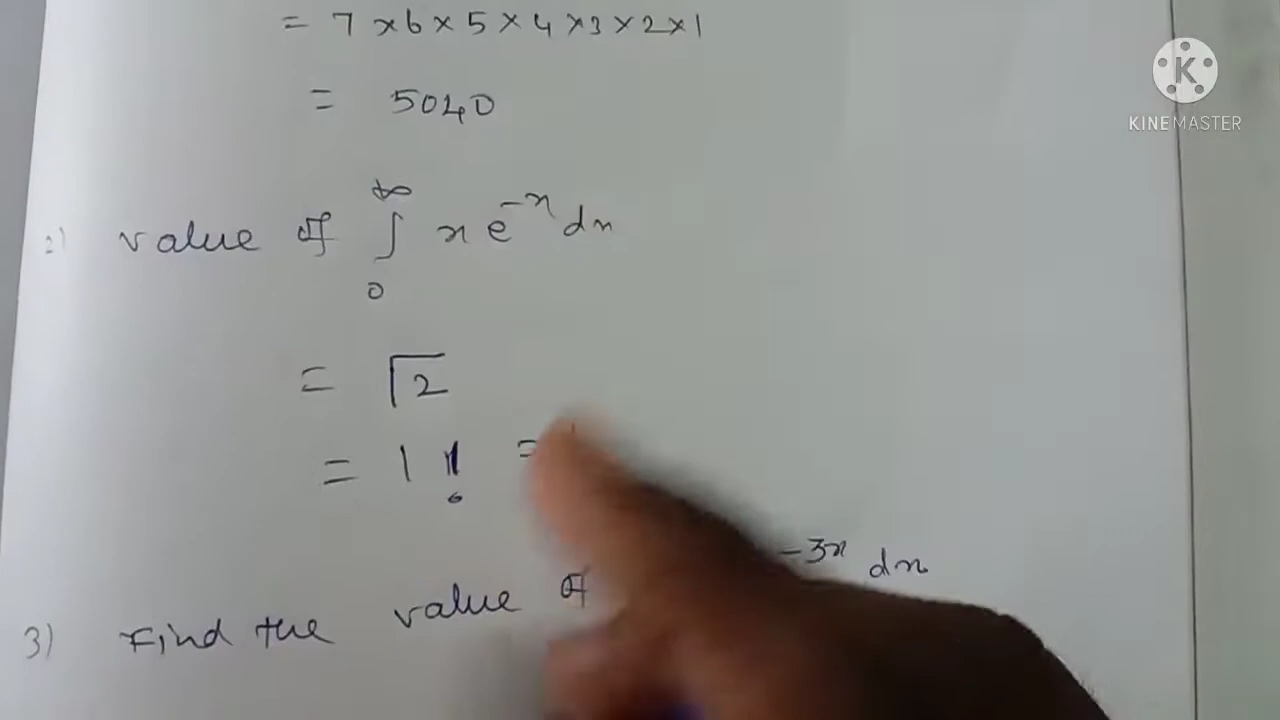 = 7 × 6 × 5 × 4 × 3 × 2 × 1
= 5040
KINEMASTER
2) value of ∫₀^∞ x e^{-x} dx
= Γ2
= 1 ! =
-3x dx
3) Find the value of